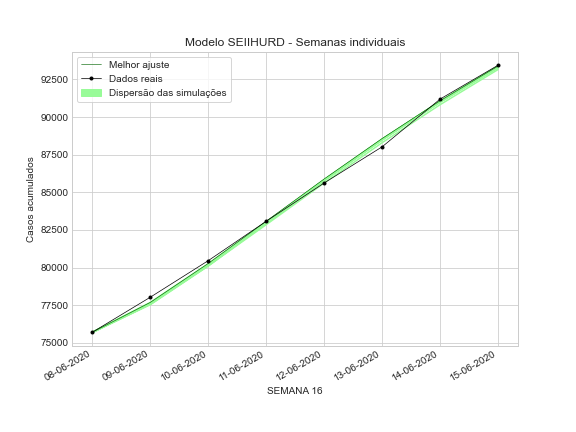 Modelo SEIIHURD - Semanas individuais
Melhor ajuste
Dados reais
Dispersão das simulações
Casos acumulados
92500
90000
87500
85000
82500
80000
77500
75000
08-06-2020
09-06-2020
10-06-2020
11-06-2020
12-06-2020
13-06-2020
14-06-2020
15-06-2020
SEMANA 16